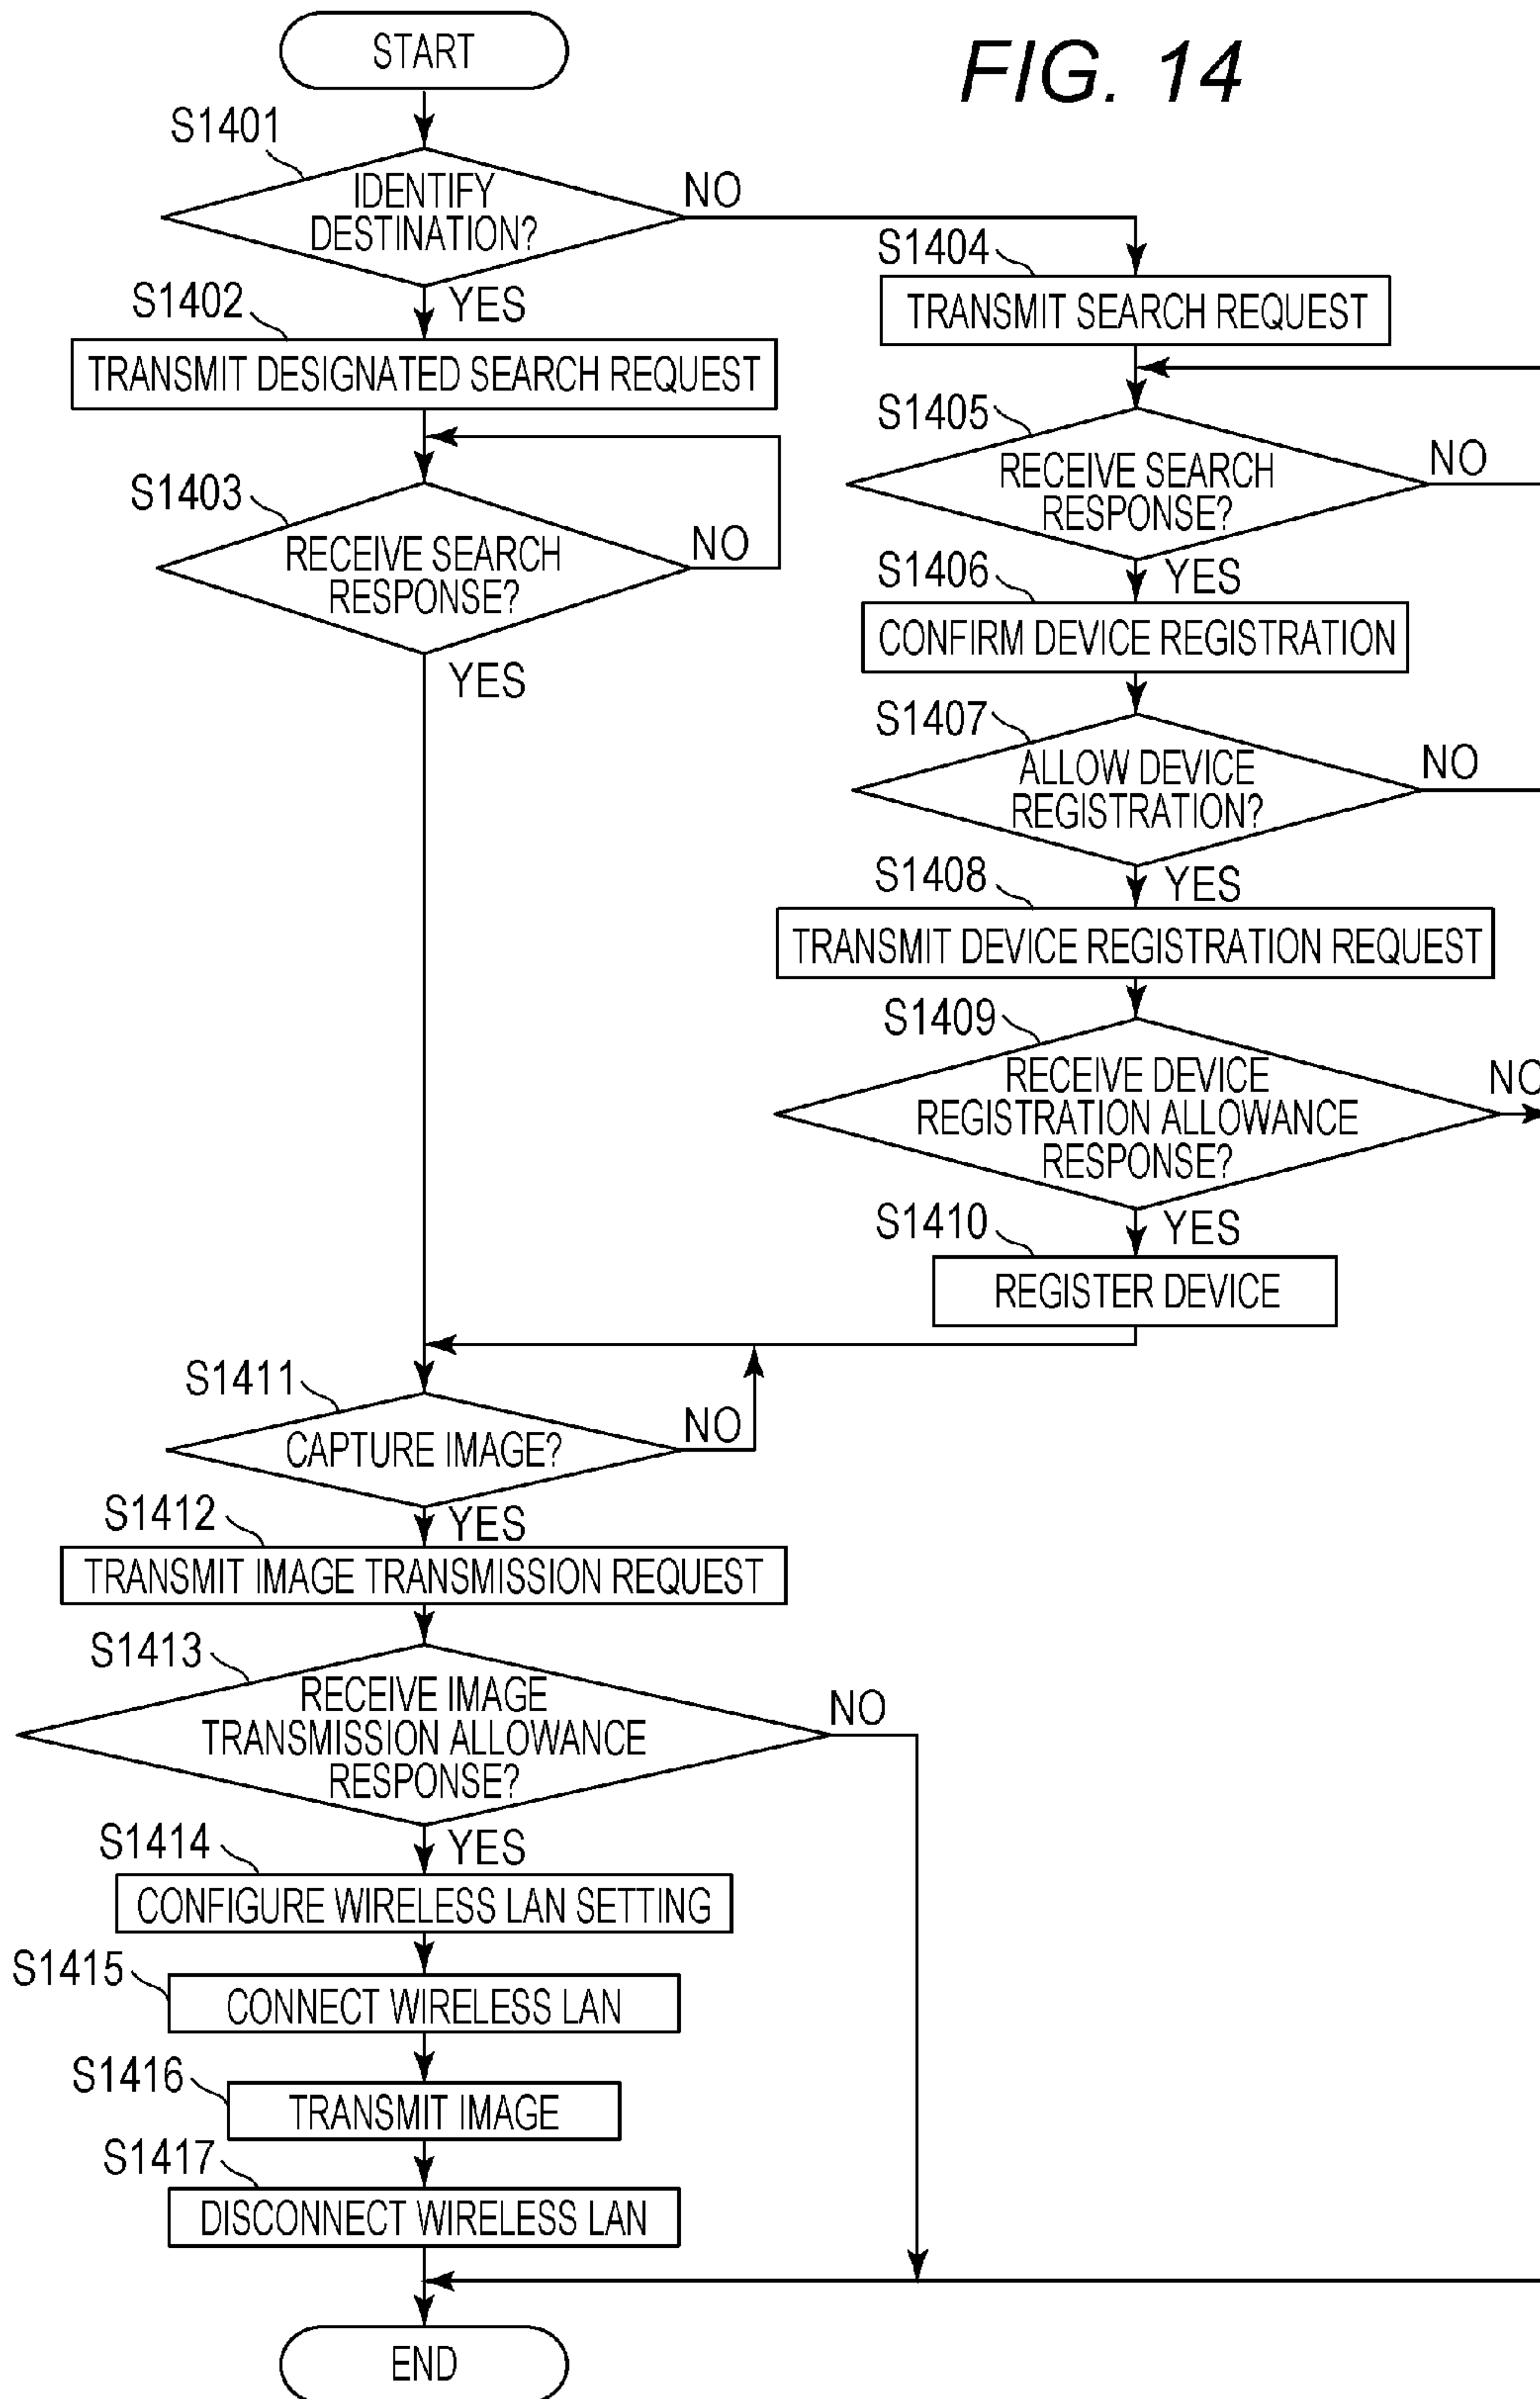 FIG. 14
START
S1401
IDENTIFY
DESTINATION?
NO
YES
S1402
TRANSMIT DESIGNATED SEARCH REQUEST
S1403
RECEIVE SEARCH
RESPONSE?
NO
YES
S1404
TRANSMIT SEARCH REQUEST
S1405
RECEIVE SEARCH
RESPONSE?
NO
YES
S1406
CONFIRM DEVICE REGISTRATION
S1407
ALLOW DEVICE
REGISTRATION?
NO
YES
S1408
TRANSMIT DEVICE REGISTRATION REQUEST
S1409
RECEIVE DEVICE
REGISTRATION ALLOWANCE
RESPONSE?
NO
YES
S1410
REGISTER DEVICE
S1411
CAPTURE IMAGE?
NO
YES
S1412
TRANSMIT IMAGE TRANSMISSION REQUEST
S1413
RECEIVE IMAGE
TRANSMISSION ALLOWANCE
RESPONSE?
NO
YES
S1414
CONFIGURE WIRELESS LAN SETTING
S1415
CONNECT WIRELESS LAN
S1416
TRANSMIT IMAGE
S1417
DISCONNECT WIRELESS LAN
END